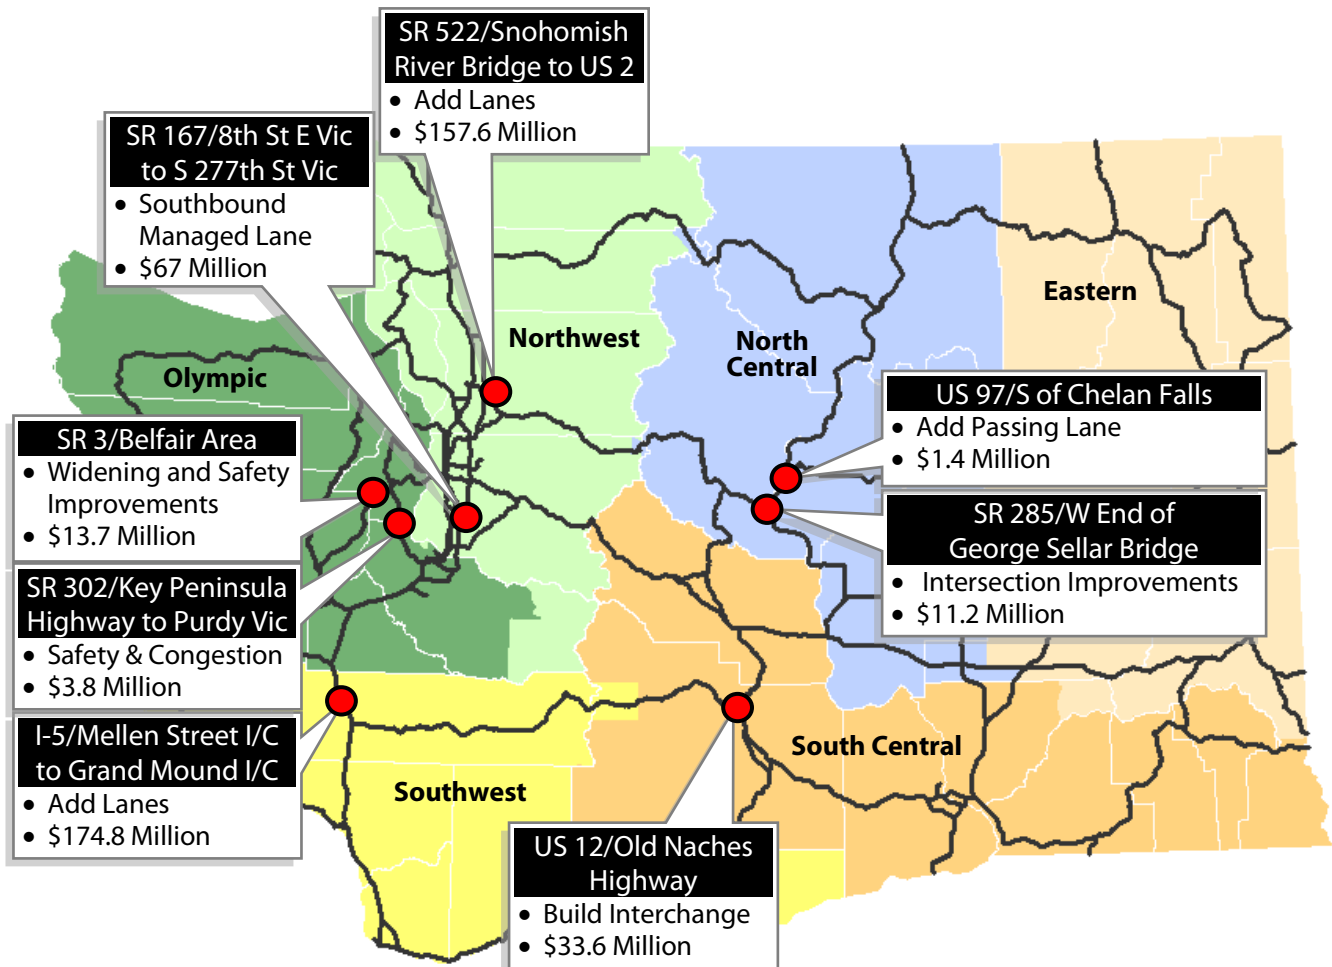 SR 522/Snohomish
River Bridge to US 2
• Add Lanes
• $157.6 Million
SR 167/8th St E Vic
to S 277th St Vic
• Southbound
Managed Lane
• $67 Million
Eastern
Northwest
North
Central
Olympic
US 97/S of Chelan Falls
• Add Passing Lane
• $1.4 Million
SR 3/Belfair Area
• Widening and Safety
Improvements
• $13.7 Million
SR 285/W End of
George Sellar Bridge
• Intersection Improvements
• $11.2 Million
SR 302/Key Peninsula
Highway to Purdy Vic
• Safety & Congestion
• $3.8 Million
I-5/Mellen Street I/C
to Grand Mound I/C
• Add Lanes
• $174.8 Million
South Central
Southwest
US 12/Old Naches
Highway
• Build Interchange
• $33.6 Million